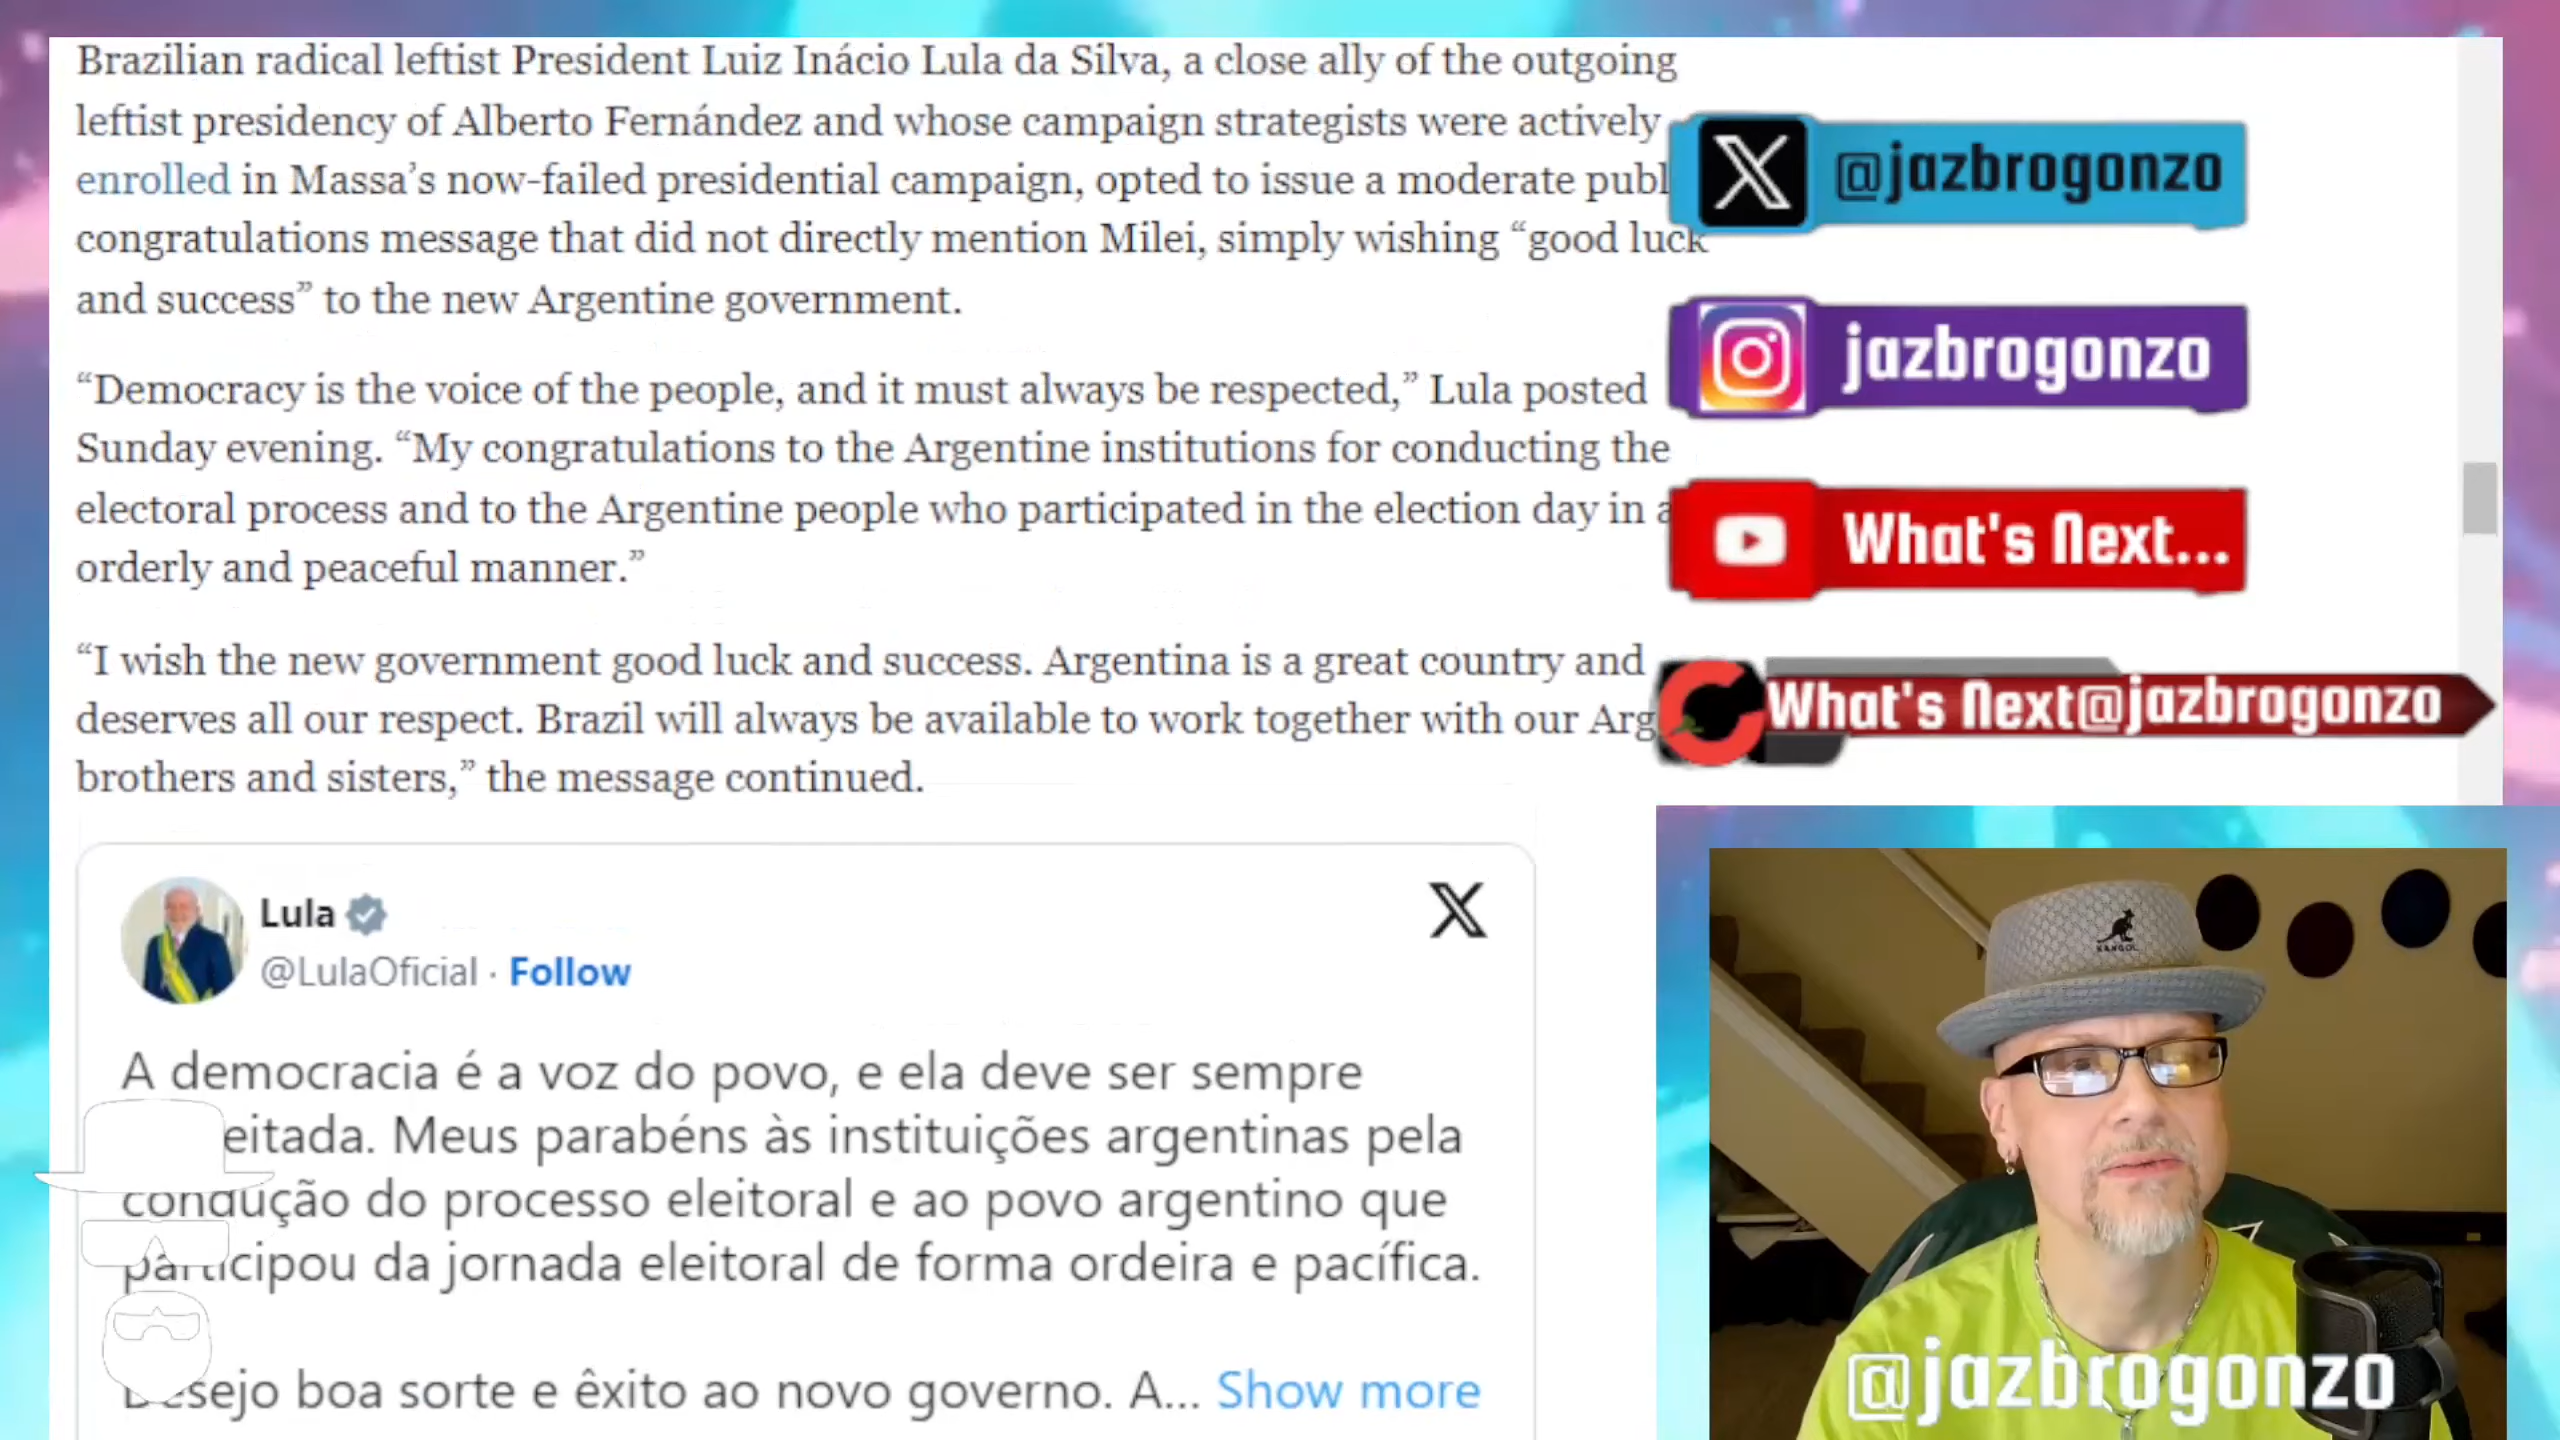 Brazilian radical leftist President Luiz Inácio Lula da Silva, a close ally of the outgoing
leftist presidency of Alberto Fernández and whose campaign strategists were actively
enrolled in Massa’s now-failed presidential campaign, opted to issue a moderate publ
congratulations message that did not directly mention Milei, simply wishing “good luck
and success” to the new Argentine government.
“Democracy is the voice of the people, and it must always be respected,” Lula posted
Sunday evening. “My congratulations to the Argentine institutions for conducting the
electoral process and to the Argentine people who participated in the election day in a
orderly and peaceful manner.”
“I wish the new government good luck and success. Argentina is a great country and
deserves all our respect. Brazil will always be available to work together with our Arg
brothers and sisters,” the message continued.
Lula
@LulaOficial · Follow
A democracia é a voz do povo, e ela deve ser sempre
eitada. Meus parabéns às instituições argentinas pela
condução do processo eleitoral e ao povo argentino que
participou da jornada eleitoral de forma ordeira e pacífica.
Desejo boa sorte e êxito ao novo governo. A... Show more
@jazbrogonzo
jazbrogonzo
What's Next...
What's Next@jazbrogonzo
KANGOL
@jazbrogonzo